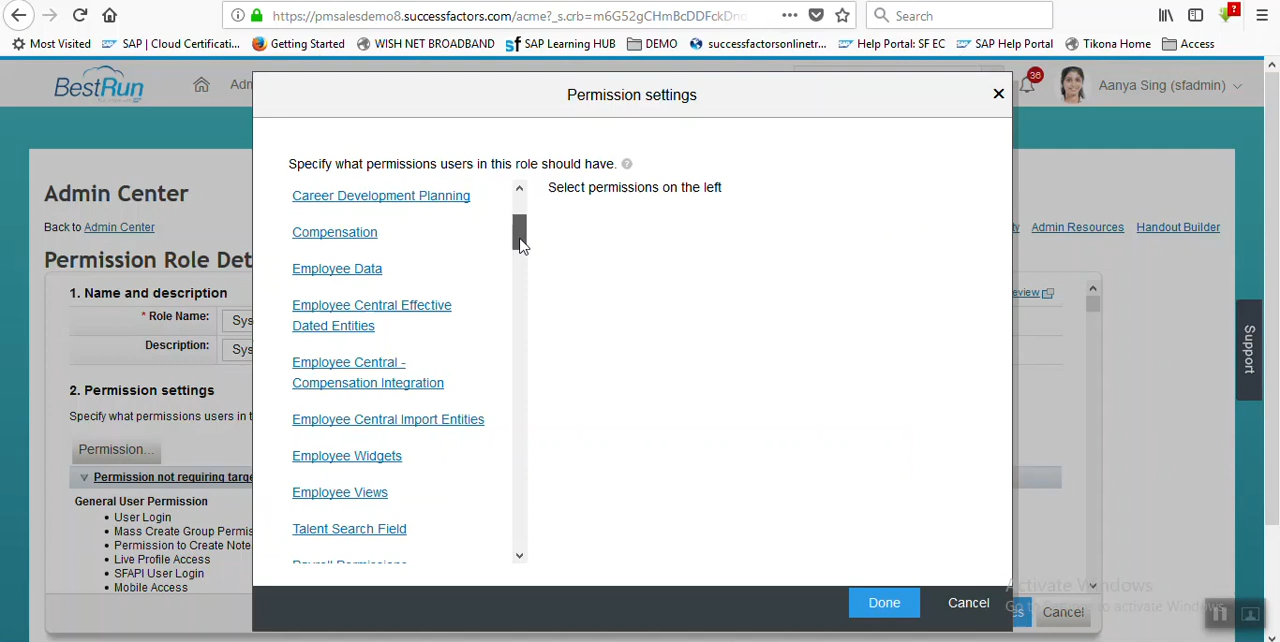 https://pmsalesdemo8.successfactors.com/acme?_s.crb=m6G52gCHmBcDDFckDno
Search
Most Visited
SAP | Cloud Certificati...
Getting Started
WISH NET BROADBAND
SAP Learning HUB
DEMO
successfactorsonlinetr...
Help Portal: SF EC
SAP Help Portal
Tikona Home
Access
BestRun
Adn
36
Aanya Sing (sfadmin)
Permission settings
Specify what permissions users in this role should have.
Career Development Planning
Compensation
Employee Data
Employee Central Effective
Dated Entities
Employee Central -
Compensation Integration
Employee Central Import Entities
Employee Widgets
Employee Views
Talent Search Field
Payroll Permissions
Select permissions on the left
Done
Cancel
Admin Center
Back to Admin Center
Admin Resources
Handout Builder
Permission Role Det
1. Name and description
* Role Name:
Sys
Description:
Sys
2. Permission settings
Specify what permissions users in t
Permission...
Permission not requiring targe
General User Permission
• User Login
• Mass Create Group Permis
• Permission to Create Note
• Live Profile Access
• SFAPI User Login
• Mobile Access
Support
Cancel
Activate Windows